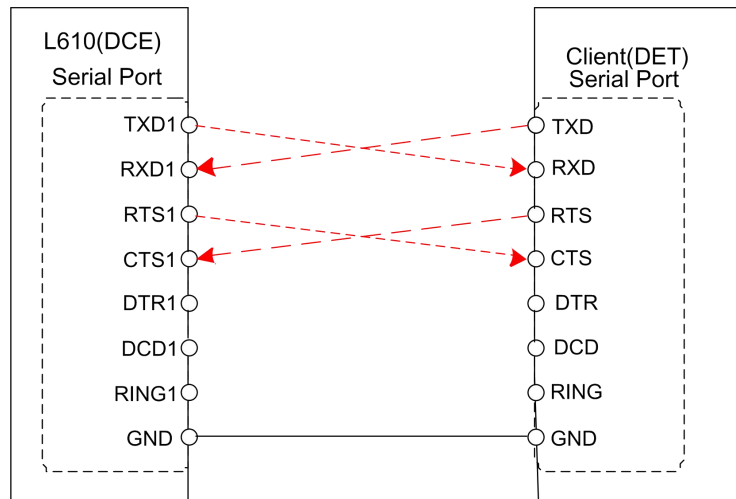 L610(DCE)
Serial Port
TXD1
RXD1
RTS1
CTS1
DTR1
DCD1
RING1
GND
Client(DET)
Serial Port
TXD
RXD
RTS
CTS
DTR
DCD
RING
GND